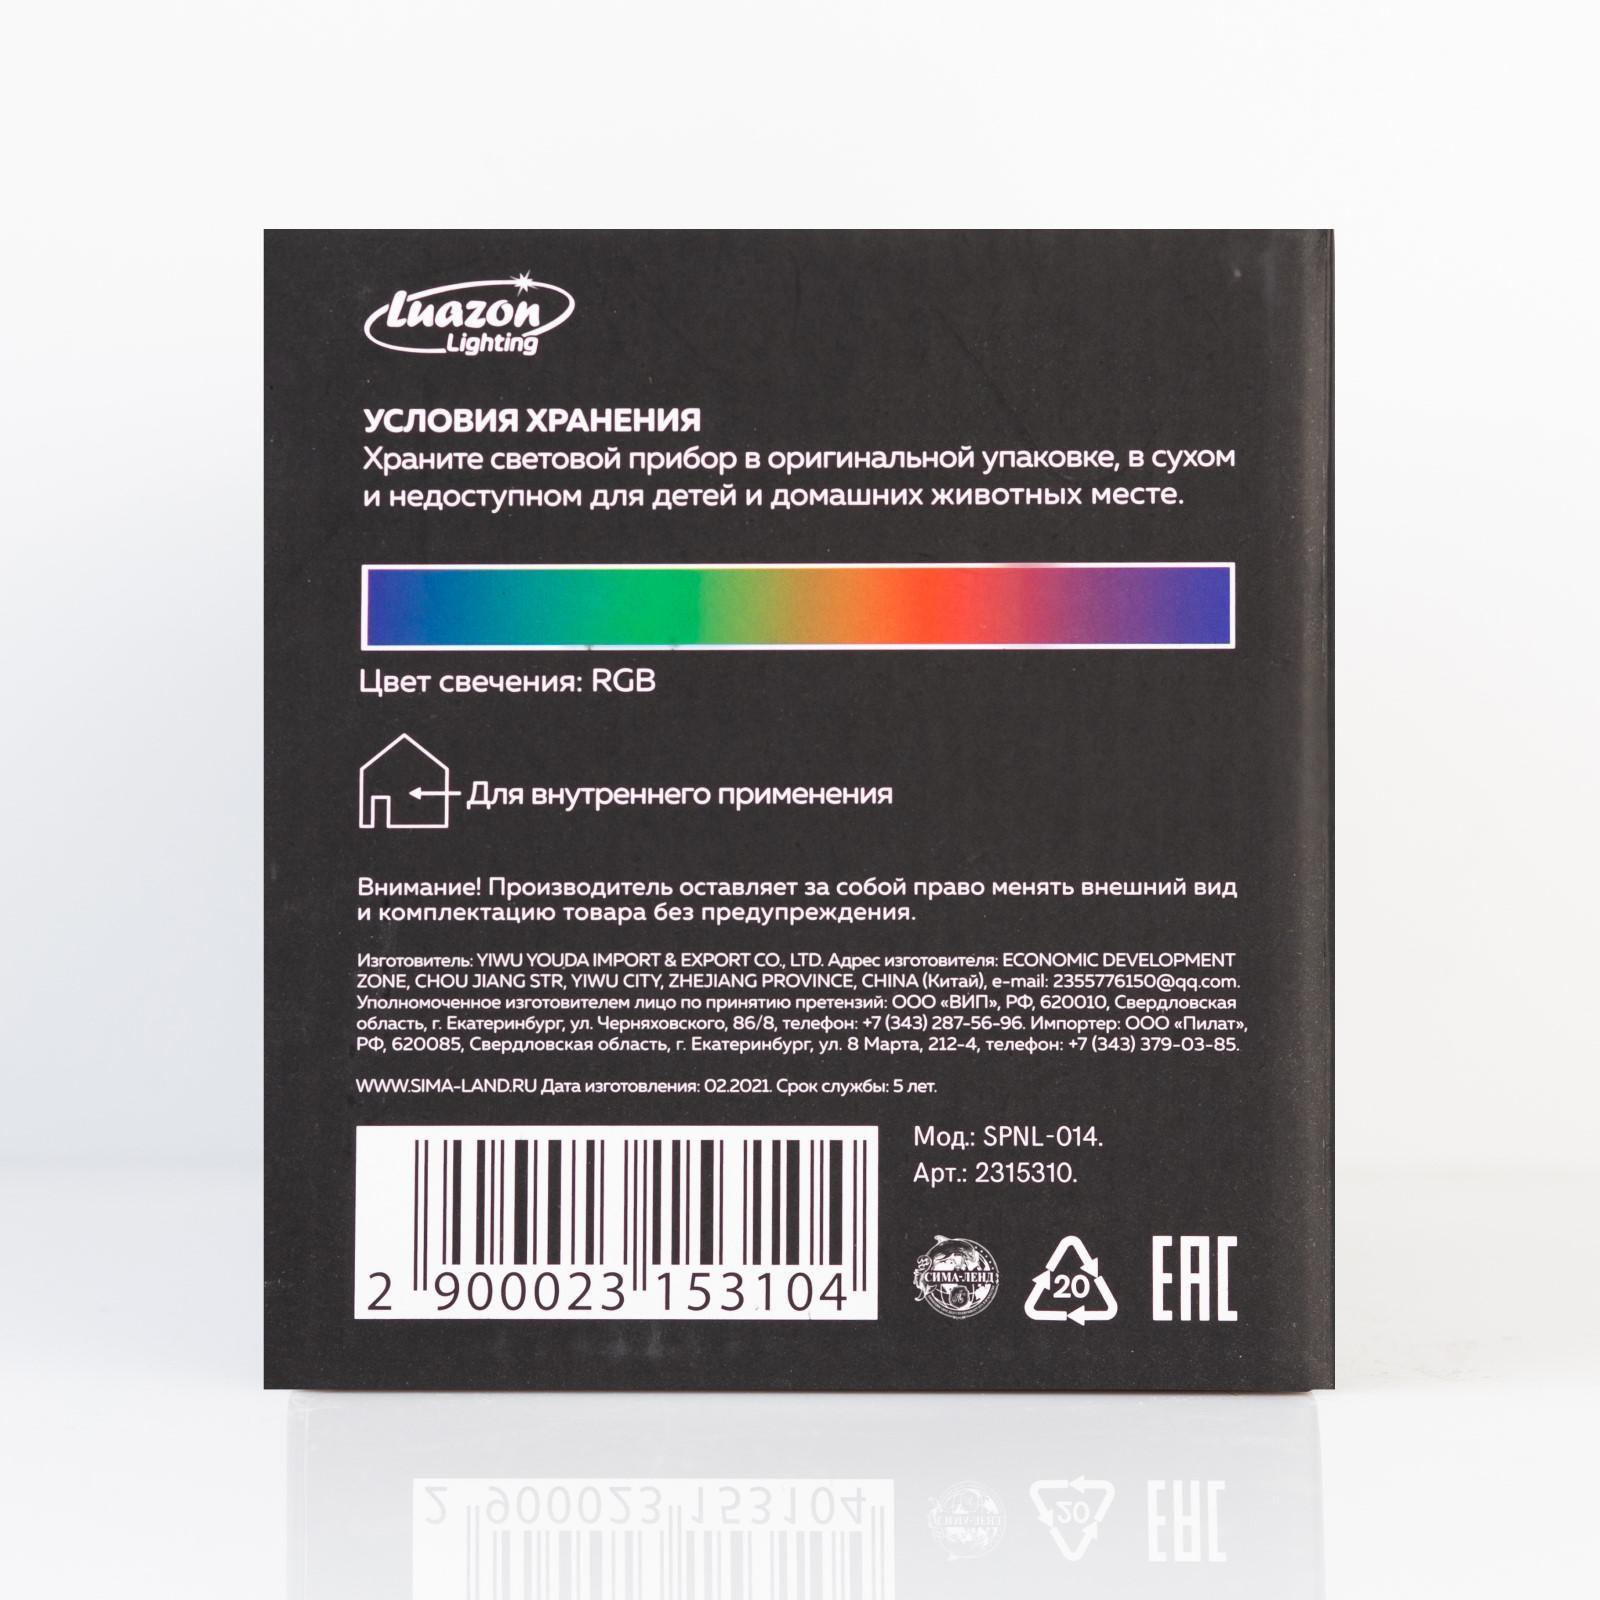 Luazon
Lighting
УСЛОВИЯ ХРАНЕНИЯ
Храните световой прибор в оригинальной упаковке, в сухом
и недоступном для детей и домашних животных месте.
Цвет свечения: RGB
Для внутреннего применения
Внимание! Производитель оставляет за собой право менять внешний вид
и комплектацию товара без предупреждения.
Изготовитель: YIWU YOUDA IMPORT & EXPORT CO., LTD. Адрес изготовителя: ECONOMIC DEVELOPMENT
ZONE, CHOU JIANG STR, YIWU CITY, ZHEJIANG PROVINCE, CHINA (Китай), e-mail: 2355776150@qq.com.
Уполномоченное изготовителем лицо по принятию претензий: ООО «ВИП», РФ, 620010, Свердловская
область, г. Екатеринбург, ул. Черняховского, 86/8, телефон: +7 (343) 287-56-96. Импортер: ООО «Пилат»,
РФ, 620085, Свердловская область, г. Екатеринбург, ул. 8 Марта, 212-4, телефон: +7 (343) 379-03-85.
WWW.SIMA-LAND.RU Дата изготовления: 02.2021. Срок службы: 5 лет.
Мод.: SPNL-014.
Арт.: 2315310.
2 900023 153104
СИМА-ЛЕНД
20
EAC